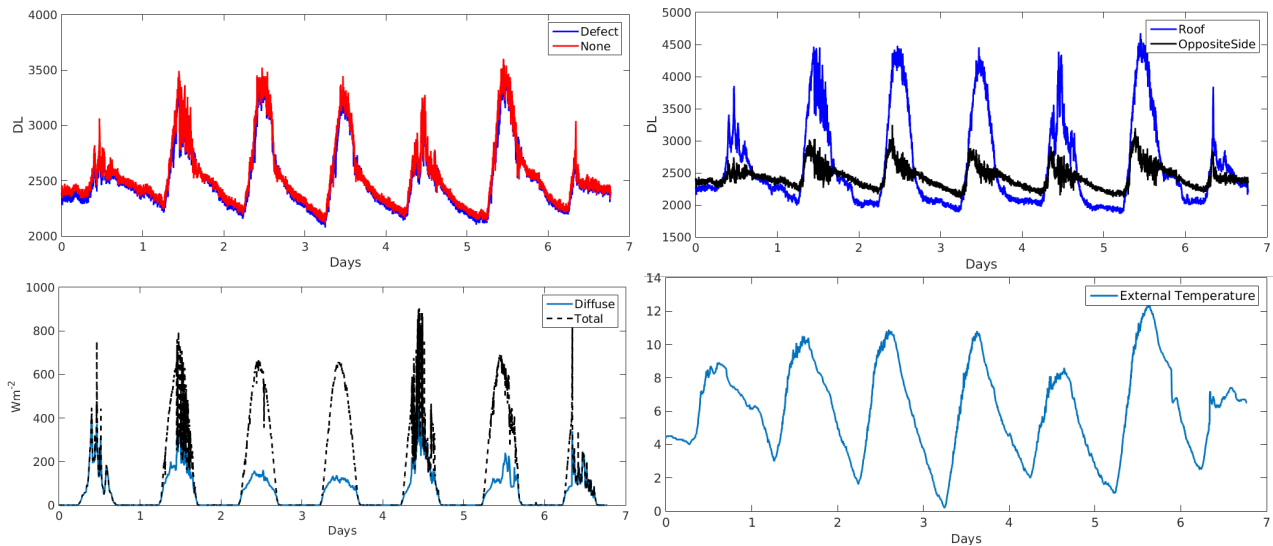 4000
3500
3000
2500
2000
DL
Defect
None
0 1 2 3 4 5 6 7
Days
5000
4500
4000
3500
3000
2500
2000
1500
DL
Roof
OppositeSide
0 1 2 3 4 5 6 7
Days
1000
800
600
400
200
0
Wm-2
Diffuse
Total
0 1 2 3 4 5 6 7
Days
14
12
10
8
6
4
2
0
External Temperature
0 1 2 3 4 5 6 7
Days